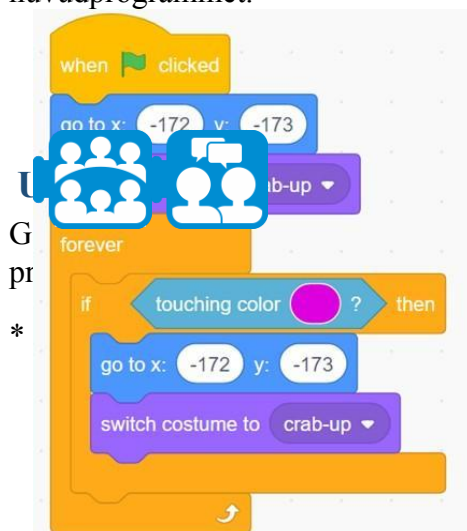 huvudprogrammet.
when clicked
go to x: -172 y: -173
U
ab-up
G
forever
pr
if touching color ? then
*
go to x: -172 y: -173
switch costume to crab-up